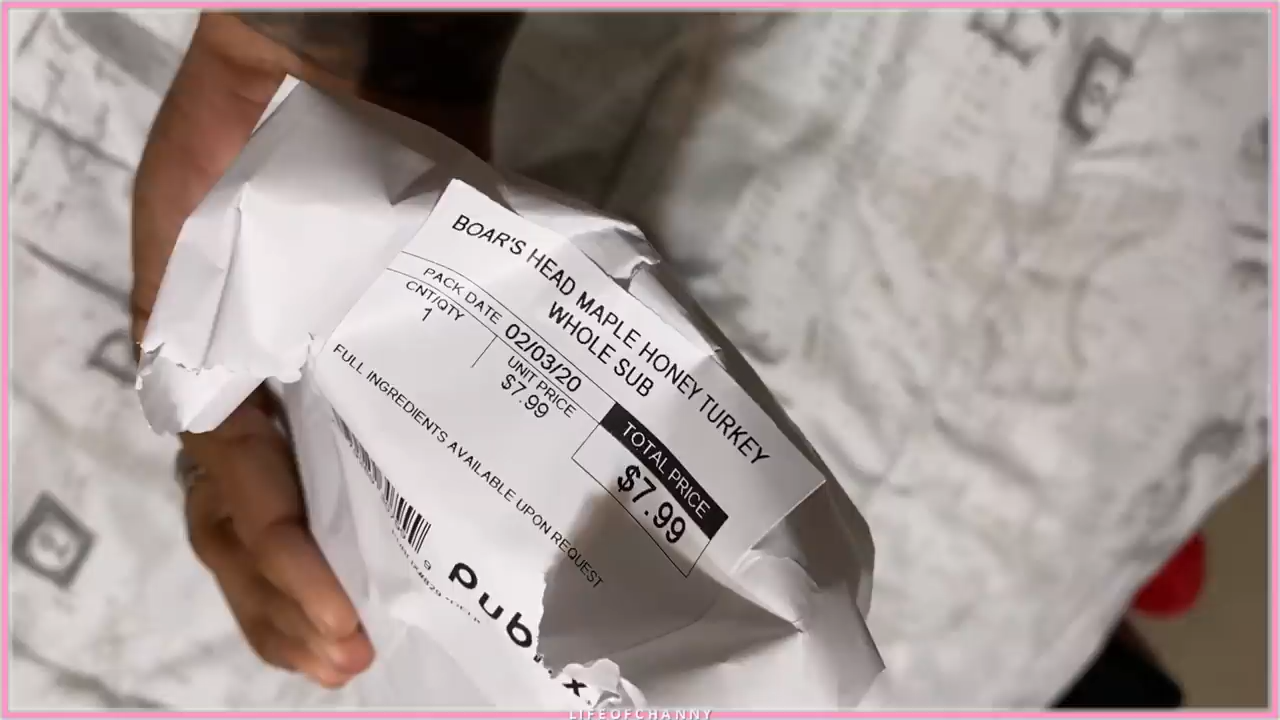 BOAR'S HEAD MAPLE HONEY TURKEY
WHOLE SUB
PACK DATE 02/03/20
CNT/QTY
1
UNIT PRICE
$7.99
TOTAL PRICE
$7.99
FULL INGREDIENTS AVAILABLE UPON REQUEST
9
Publix.
LIFEOFCHANNY